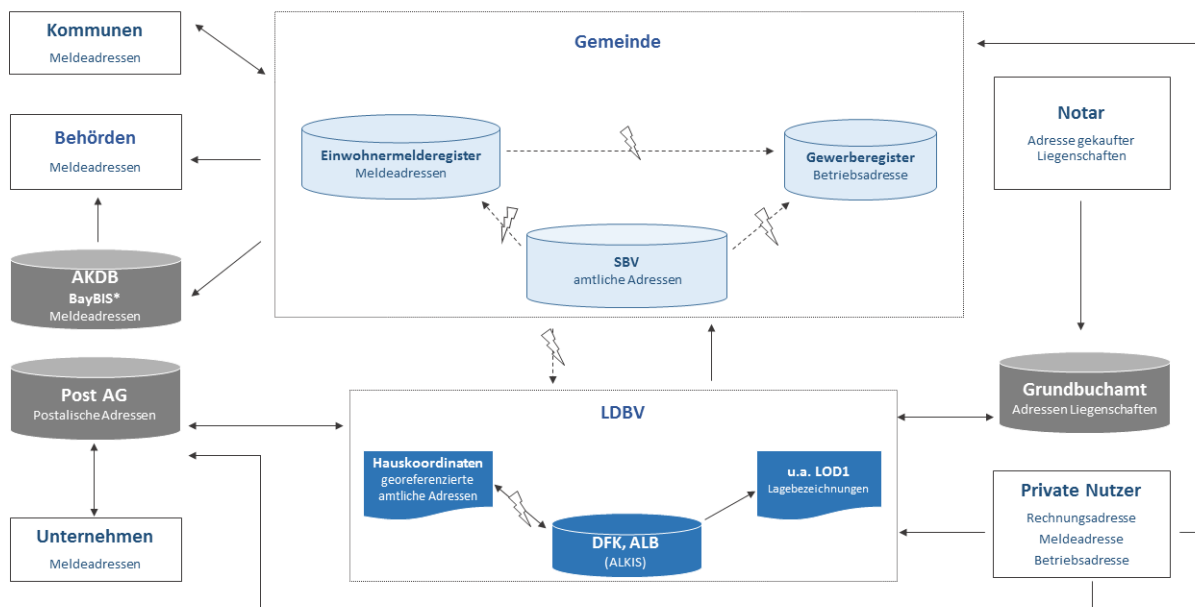 Kommunen
Meldeadressen
Behörden
Meldeadressen
AKDB
BayBIS*
Meldeadressen
Post AG
Postalische Adressen
Unternehmen
Meldeadressen
Gemeinde
Einwohnermelderegister
Meldeadressen
Gewerberegister
Betriebsadresse
SBV
amtliche Adressen
LDBV
Hauskoordinaten
georeferenzierte
amtliche Adressen
u.a. LOD1
Lagebezeichnungen
DFK, ALB
(ALKIS)
Notar
Adresse gekaufter
Liegenschaften
Grundbuchamt
Adressen Liegenschaften
Private Nutzer
Rechnungsadresse
Meldeadresse
Betriebsadresse